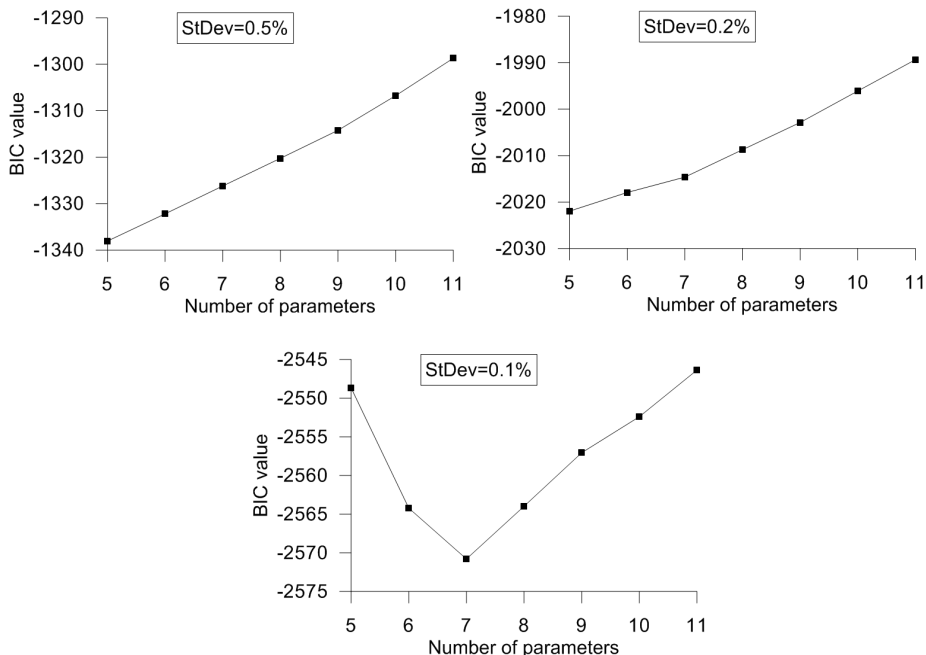 StDev=0.5%
BIC value
-1290
-1300
-1310
-1320
-1330
-1340
5 6 7 8 9 10 11
Number of parameters
StDev=0.2%
BIC value
-1980
-1990
-2000
-2010
-2020
-2030
5 6 7 8 9 10 11
Number of parameters
StDev=0.1%
BIC value
-2545
-2550
-2555
-2560
-2565
-2570
-2575
5 6 7 8 9 10 11
Number of parameters